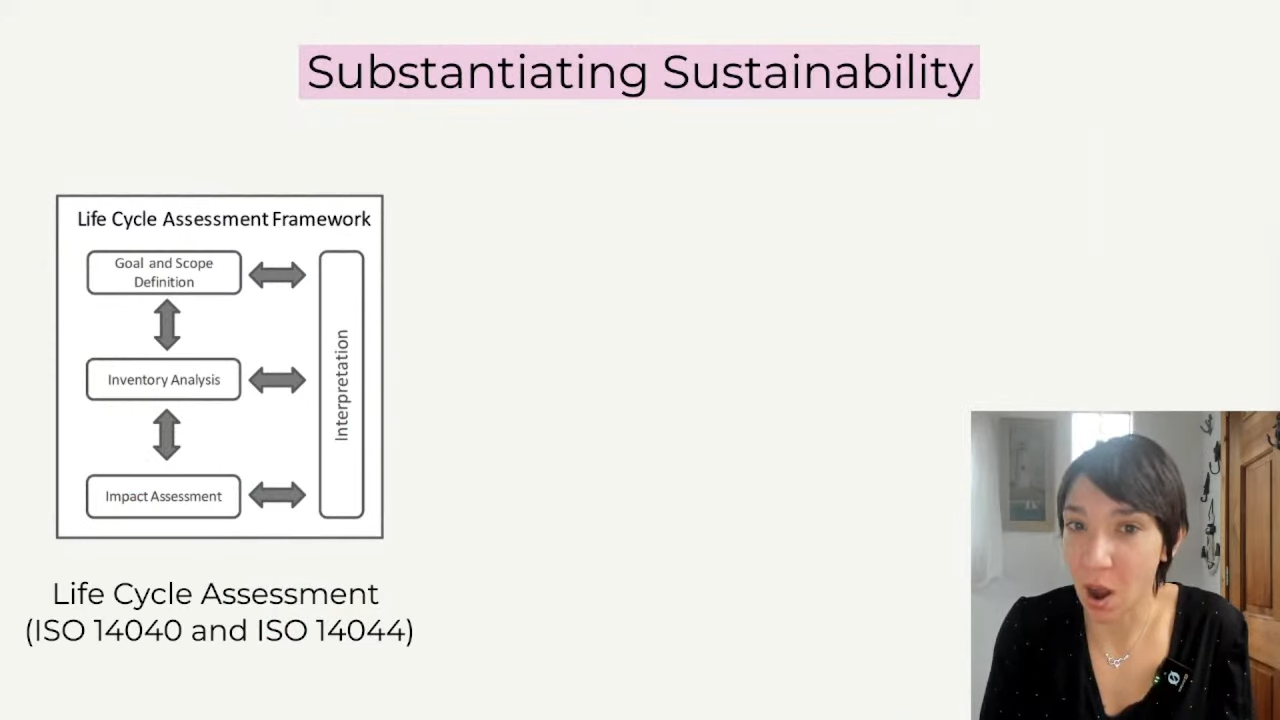 Substantiating Sustainability
Life Cycle Assessment Framework
Goal and Scope
Definition
Inventory Analysis
Impact Assessment
Interpretation
Life Cycle Assessment
(ISO 14040 and ISO 14044)